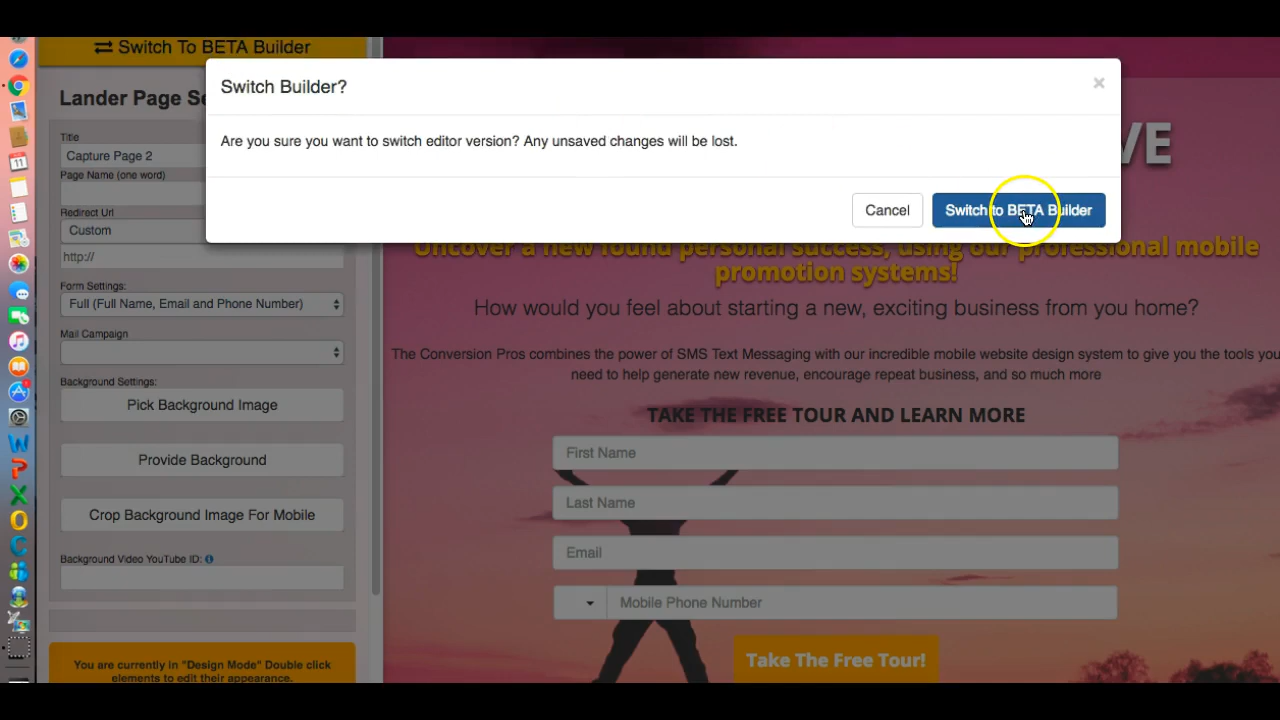 Switch To BETA Builder
Switch Builder?
×
Are you sure you want to switch editor version? Any unsaved changes will be lost.
Cancel
Switch to BETA Builder
Lander Page Se
Title
Capture Page 2
Page Name (one word)
Redirect Url
Custom
http://
Form Settings:
Full (Full Name, Email and Phone Number)
Mail Campaign
Background Settings:
Pick Background Image
Provide Background
Crop Background Image For Mobile
Background Video YouTube ID:
You are currently in "Design Mode" Double click
elements to edit their appearance.
VE
Uncover a new found personal success, using our professional mobile
promotion systems!
How would you feel about starting a new, exciting business from you home?
The Conversion Pros combines the power of SMS Text Messaging with our incredible mobile website design system to give you the tools you
need to help generate new revenue, encourage repeat business, and so much more
TAKE THE FREE TOUR AND LEARN MORE
First Name
Last Name
Email
Mobile Phone Number
Take The Free Tour!